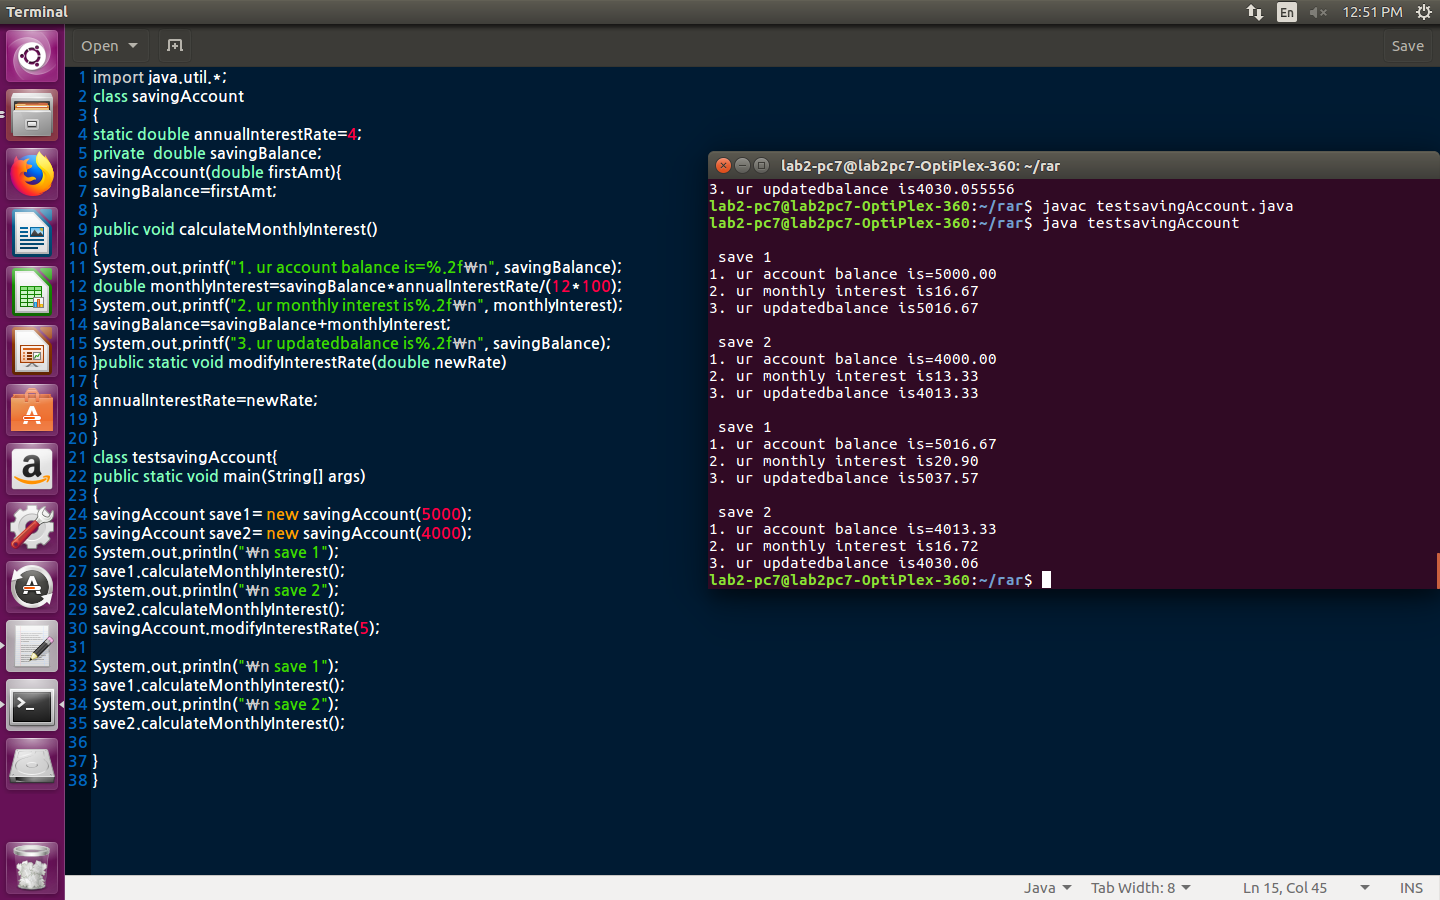 Terminal
En
12:51 PM
Open
Save
1 import java.util.*;
2 class savingAccount
3 {
4 static double annualInterestRate=4;
5 private  double savingBalance;
6 savingAccount(double firstAmt){
7 savingBalance=firstAmt;
8 }
9 public void calculateMonthlyInterest()
10 {
11 System.out.printf("1. ur account balance is=%.2f₩n", savingBalance);
12 double monthlyInterest=savingBalance*annualInterestRate/(12*100);
13 System.out.printf("2. ur monthly interest is%.2f₩n", monthlyInterest);
14 savingBalance=savingBalance+monthlyInterest;
15 System.out.printf("3. ur updatedbalance is%.2f₩n", savingBalance);
16 }public static void modifyInterestRate(double newRate)
17 {
18 annualInterestRate=newRate;
19 }
20 }
21 class testsavingAccount{
22 public static void main(String[] args)
23 {
24 savingAccount save1= new savingAccount(5000);
25 savingAccount save2= new savingAccount(4000);
26 System.out.println("₩n save 1");
27 save1.calculateMonthlyInterest();
28 System.out.println("₩n save 2");
29 save2.calculateMonthlyInterest();
30 savingAccount.modifyInterestRate(5);
31
32 System.out.println("₩n save 1");
33 save1.calculateMonthlyInterest();
34 System.out.println("₩n save 2");
35 save2.calculateMonthlyInterest();
36
37 }
38 }
lab2-pc7@lab2pc7-OptiPlex-360: ~/rar
3. ur updatedbalance is4030.055556
lab2-pc7@lab2pc7-OptiPlex-360:~/rar$ javac testsavingAccount.java
lab2-pc7@lab2pc7-OptiPlex-360:~/rar$ java testsavingAccount
save 1
1. ur account balance is=5000.00
2. ur monthly interest is16.67
3. ur updatedbalance is5016.67
save 2
1. ur account balance is=4000.00
2. ur monthly interest is13.33
3. ur updatedbalance is4013.33
save 1
1. ur account balance is=5016.67
2. ur monthly interest is20.90
3. ur updatedbalance is5037.57
save 2
1. ur account balance is=4013.33
2. ur monthly interest is16.72
3. ur updatedbalance is4030.06
lab2-pc7@lab2pc7-OptiPlex-360:~/rar$
Java
Tab Width: 8
Ln 15, Col 45
INS